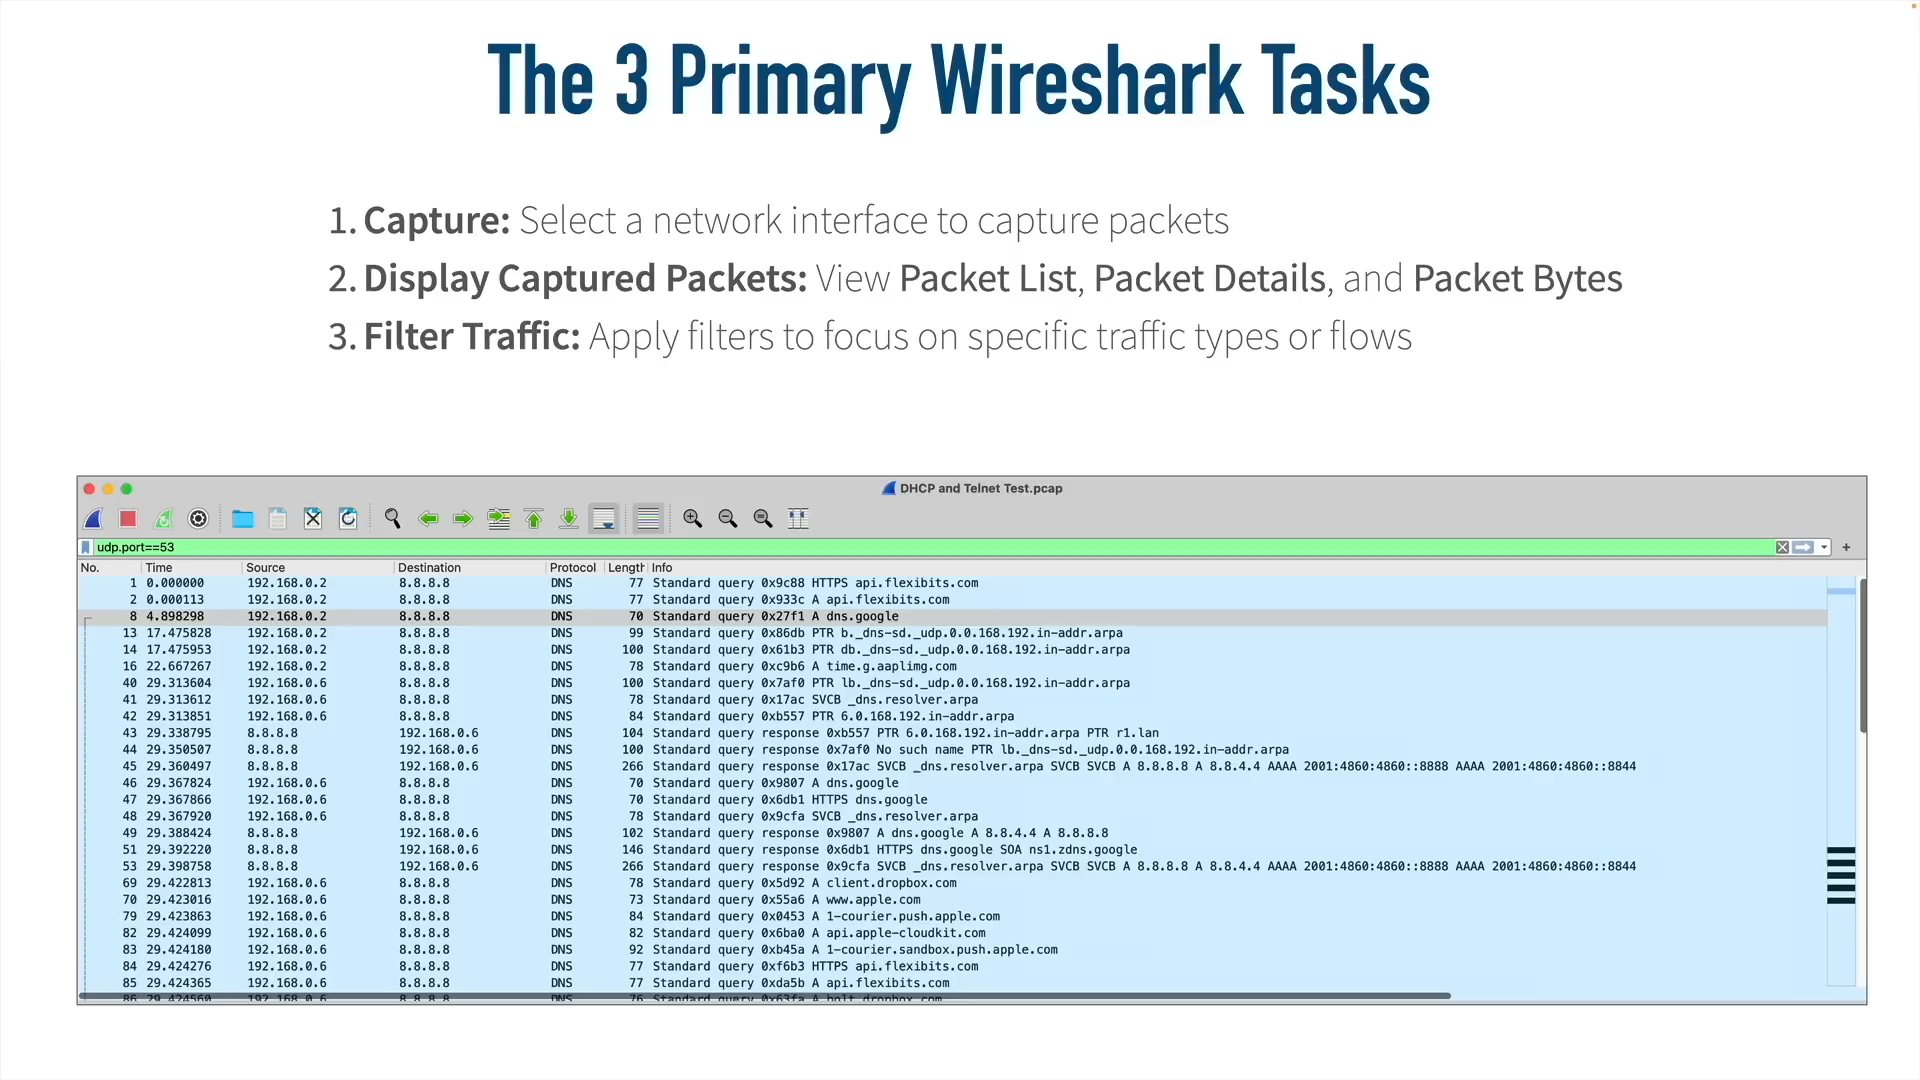 The 3 Primary Wireshark Tasks
1. Capture: Select a network interface to capture packets
2. Display Captured Packets: View Packet List, Packet Details, and Packet Bytes
3. Filter Traffic: Apply filters to focus on specific traffic types or flows
DHCP and Telnet Test.pcap
udp.port==53
No. Time Source Destination Protocol Length Info
1 0.000000 192.168.0.2 8.8.8.8 DNS 77 Standard query 0x9c88 HTTPS api.flexibits.com
2 0.000113 192.168.0.2 8.8.8.8 DNS 77 Standard query 0x933c A api.flexibits.com
8 4.898298 192.168.0.2 8.8.8.8 DNS 70 Standard query 0x27f1 A dns.google
13 17.475828 192.168.0.2 8.8.8.8 DNS 99 Standard query 0x86db PTR b._dns-sd._udp.0.0.168.192.in-addr.arpa
14 17.475953 192.168.0.2 8.8.8.8 DNS 100 Standard query 0x61b3 PTR db._dns-sd._udp.0.0.168.192.in-addr.arpa
16 22.667267 192.168.0.2 8.8.8.8 DNS 78 Standard query 0xc9b6 A time.g.aaplimg.com
40 29.313604 192.168.0.6 8.8.8.8 DNS 100 Standard query 0x7af0 PTR lb._dns-sd._udp.0.0.168.192.in-addr.arpa
41 29.313612 192.168.0.6 8.8.8.8 DNS 78 Standard query 0x17ac SVCB _dns.resolver.arpa
42 29.313851 192.168.0.6 8.8.8.8 DNS 84 Standard query 0xb557 PTR 6.0.168.192.in-addr.arpa
43 29.338795 8.8.8.8 192.168.0.6 DNS 104 Standard query response 0xb557 PTR 6.0.168.192.in-addr.arpa PTR r1.lan
44 29.350507 8.8.8.8 192.168.0.6 DNS 100 Standard query response 0x7af0 No such name PTR lb._dns-sd._udp.0.0.168.192.in-addr.arpa
45 29.360497 8.8.8.8 192.168.0.6 DNS 266 Standard query response 0x17ac SVCB _dns.resolver.arpa SVCB SVCB A 8.8.8.8 A 8.8.4.4 AAAA 2001:4860:4860::8888 AAAA 2001:4860:4860::8844
46 29.367824 192.168.0.6 8.8.8.8 DNS 70 Standard query 0x9807 A dns.google
47 29.367866 192.168.0.6 8.8.8.8 DNS 70 Standard query 0x6db1 HTTPS dns.google
48 29.367920 192.168.0.6 8.8.8.8 DNS 78 Standard query 0x9cfa SVCB _dns.resolver.arpa
49 29.388424 8.8.8.8 192.168.0.6 DNS 102 Standard query response 0x9807 A dns.google A 8.8.4.4 A 8.8.8.8
51 29.392220 8.8.8.8 192.168.0.6 DNS 146 Standard query response 0x6db1 HTTPS dns.google SOA ns1.zdns.google
53 29.398758 8.8.8.8 192.168.0.6 DNS 266 Standard query response 0x9cfa SVCB _dns.resolver.arpa SVCB SVCB A 8.8.8.8 A 8.8.4.4 AAAA 2001:4860:4860::8888 AAAA 2001:4860:4860::8844
69 29.422813 192.168.0.6 8.8.8.8 DNS 78 Standard query 0x5d92 A client.dropbox.com
70 29.423016 192.168.0.6 8.8.8.8 DNS 73 Standard query 0x55a6 A www.apple.com
79 29.423863 192.168.0.6 8.8.8.8 DNS 84 Standard query 0x0453 A 1-courier.push.apple.com
82 29.424099 192.168.0.6 8.8.8.8 DNS 82 Standard query 0x6ba0 A api.apple-cloudkit.com
83 29.424180 192.168.0.6 8.8.8.8 DNS 92 Standard query 0xb45a A 1-courier.sandbox.push.apple.com
84 29.424276 192.168.0.6 8.8.8.8 DNS 77 Standard query 0xf6b3 HTTPS api.flexibits.com
85 29.424365 192.168.0.6 8.8.8.8 DNS 77 Standard query 0xda5b A api.flexibits.com
86 29.424560 192.168.0.6 8.8.8.8 DNS 76 Standard query 0x63fa A bolt.dropbox.com